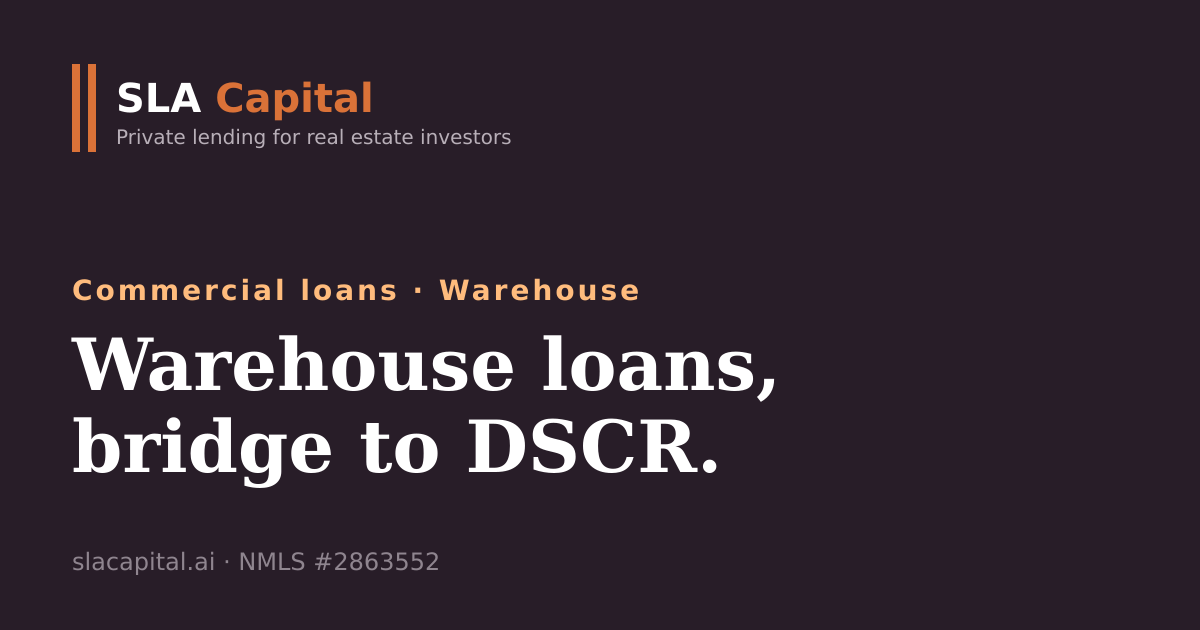 SLA Capital
Private lending for real estate investors
Commercial loans · Warehouse
Warehouse loans,
bridge to DSCR.
slacapital.ai · NMLS #2863552